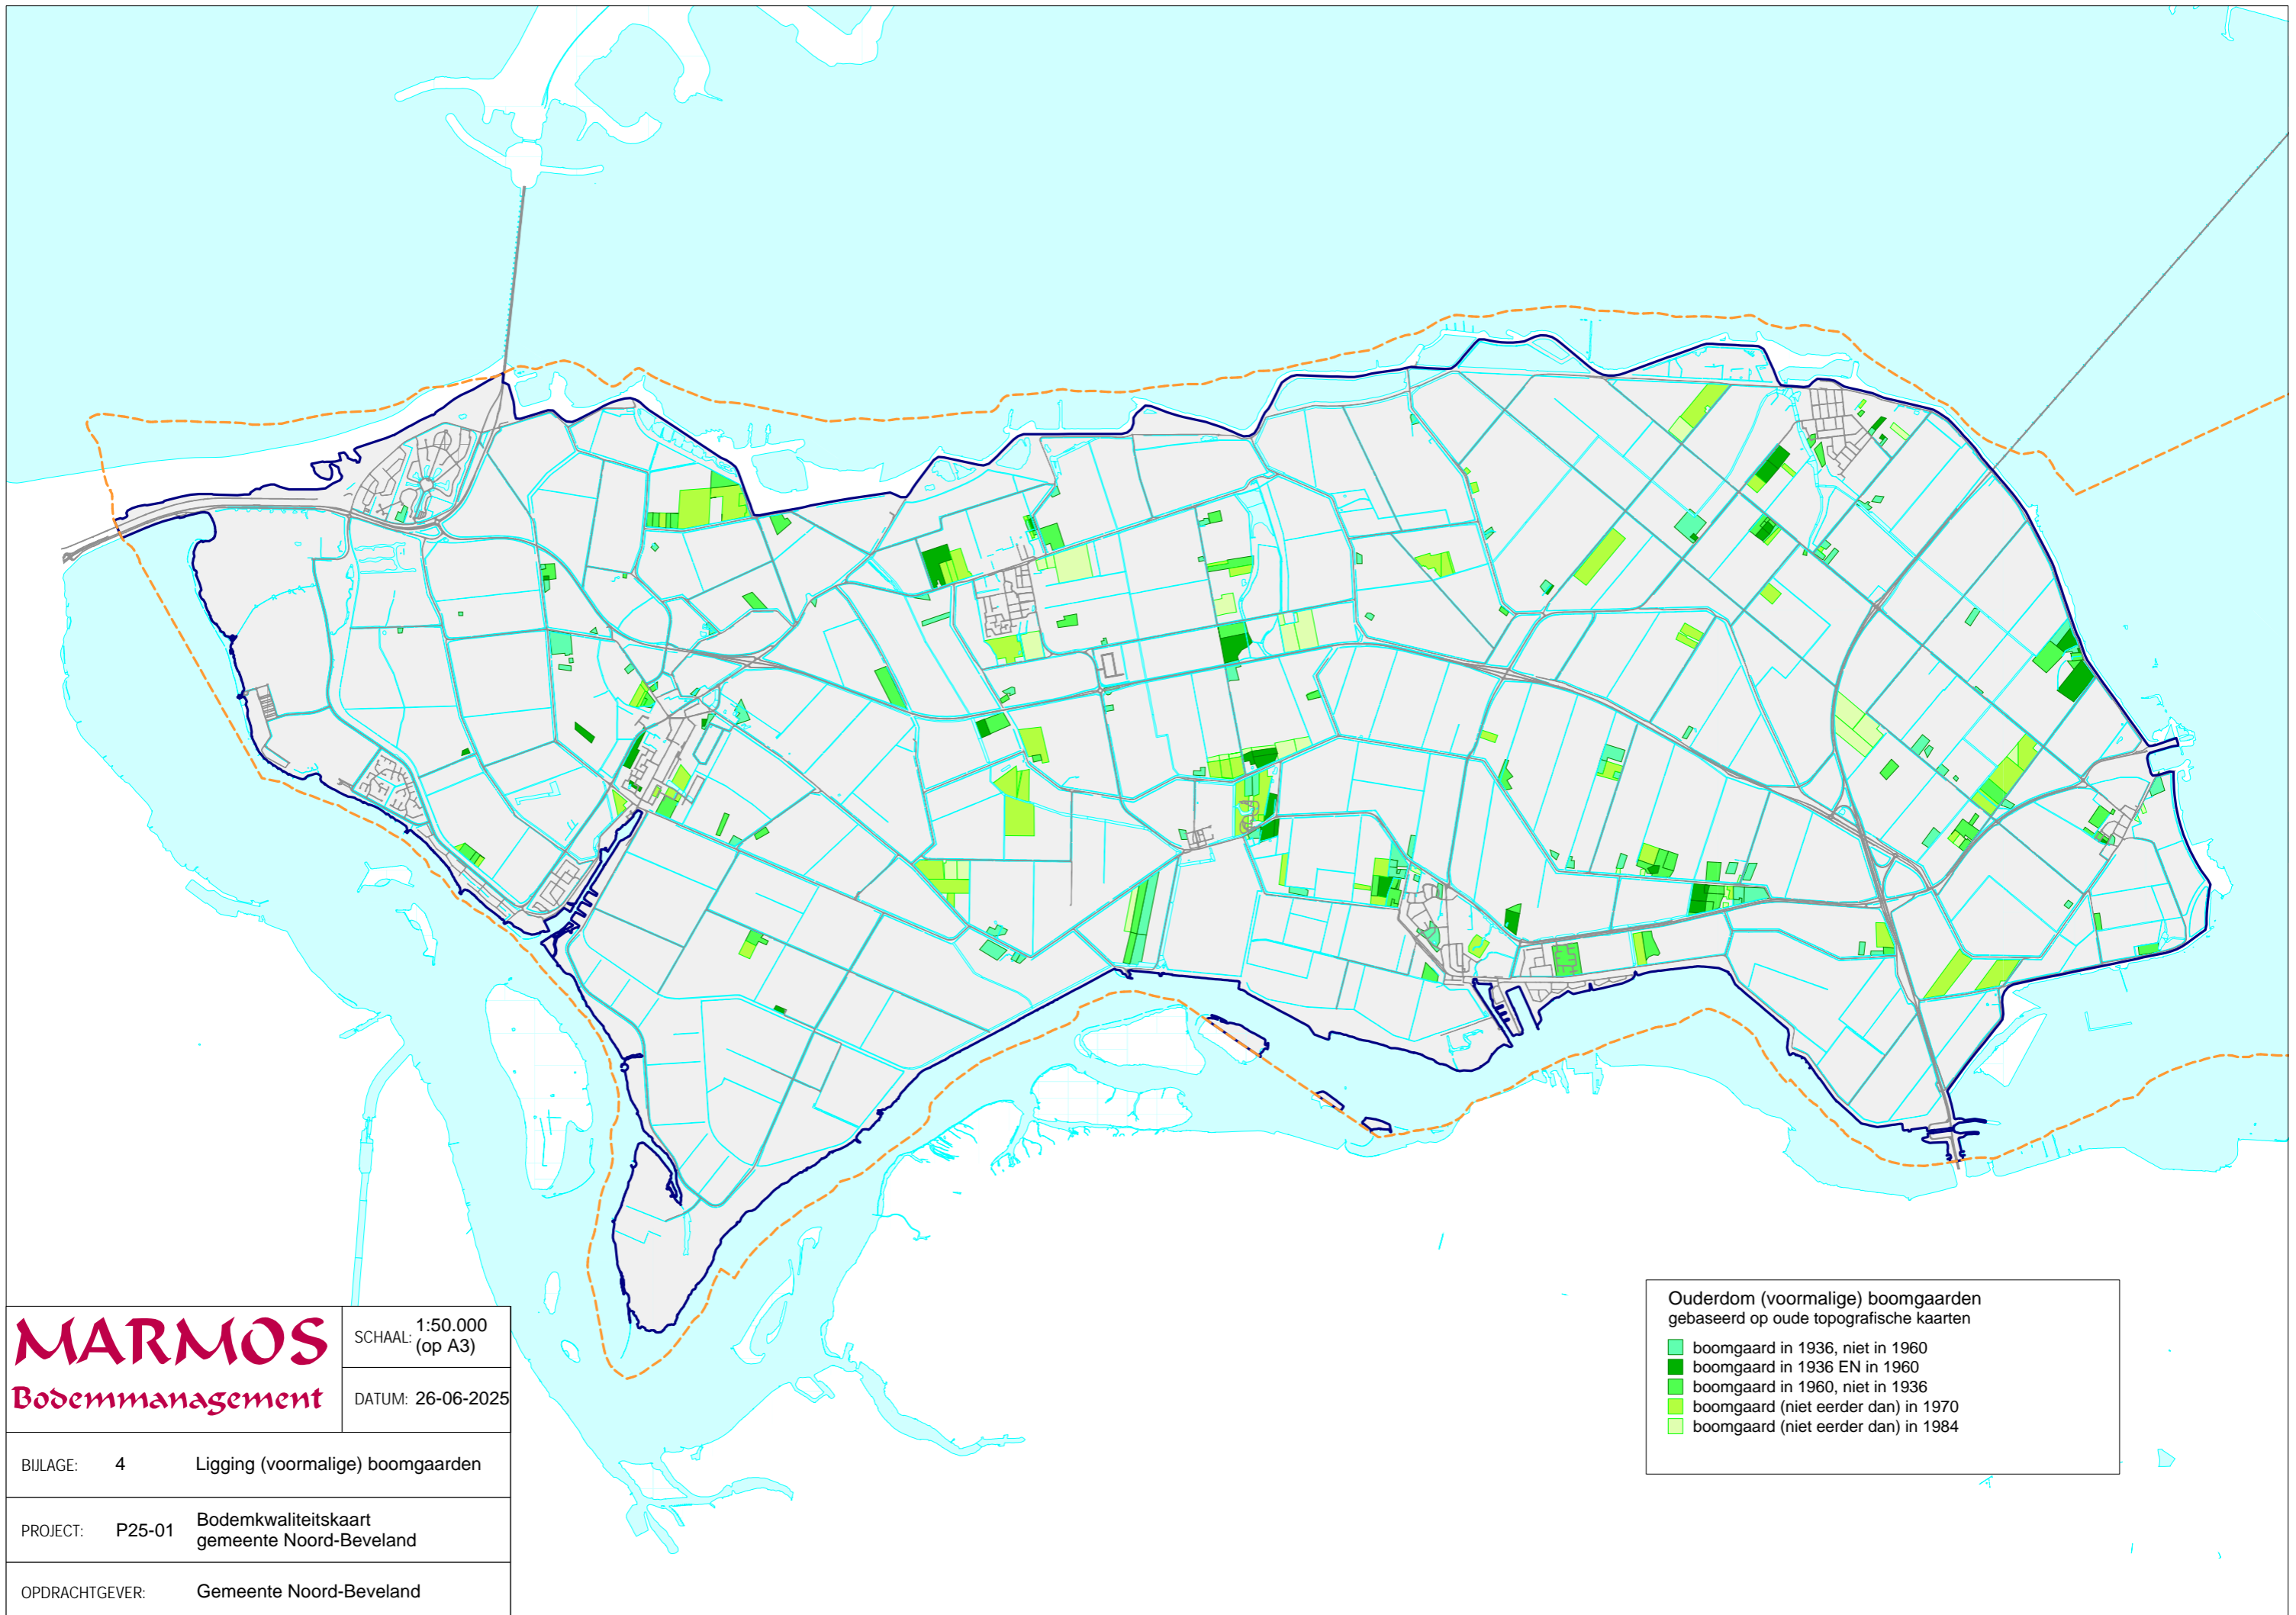 Ouderdom (voormalige) boomgaarden
gebaseerd op oude topografische kaarten
boomgaard in 1936, niet in 1960
boomgaard in 1936 EN in 1960
boomgaard in 1960, niet in 1936
boomgaard (niet eerder dan) in 1970
boomgaard (niet eerder dan) in 1984
MARMOS
Bodemmanagement
SCHAAL: 1:50.000
(op A3)
DATUM: 26-06-2025
BIJLAGE: 4 Ligging (voormalige) boomgaarden
PROJECT: P25-01 Bodemkwaliteitskaart
gemeente Noord-Beveland
OPDRACHTGEVER: Gemeente Noord-Beveland